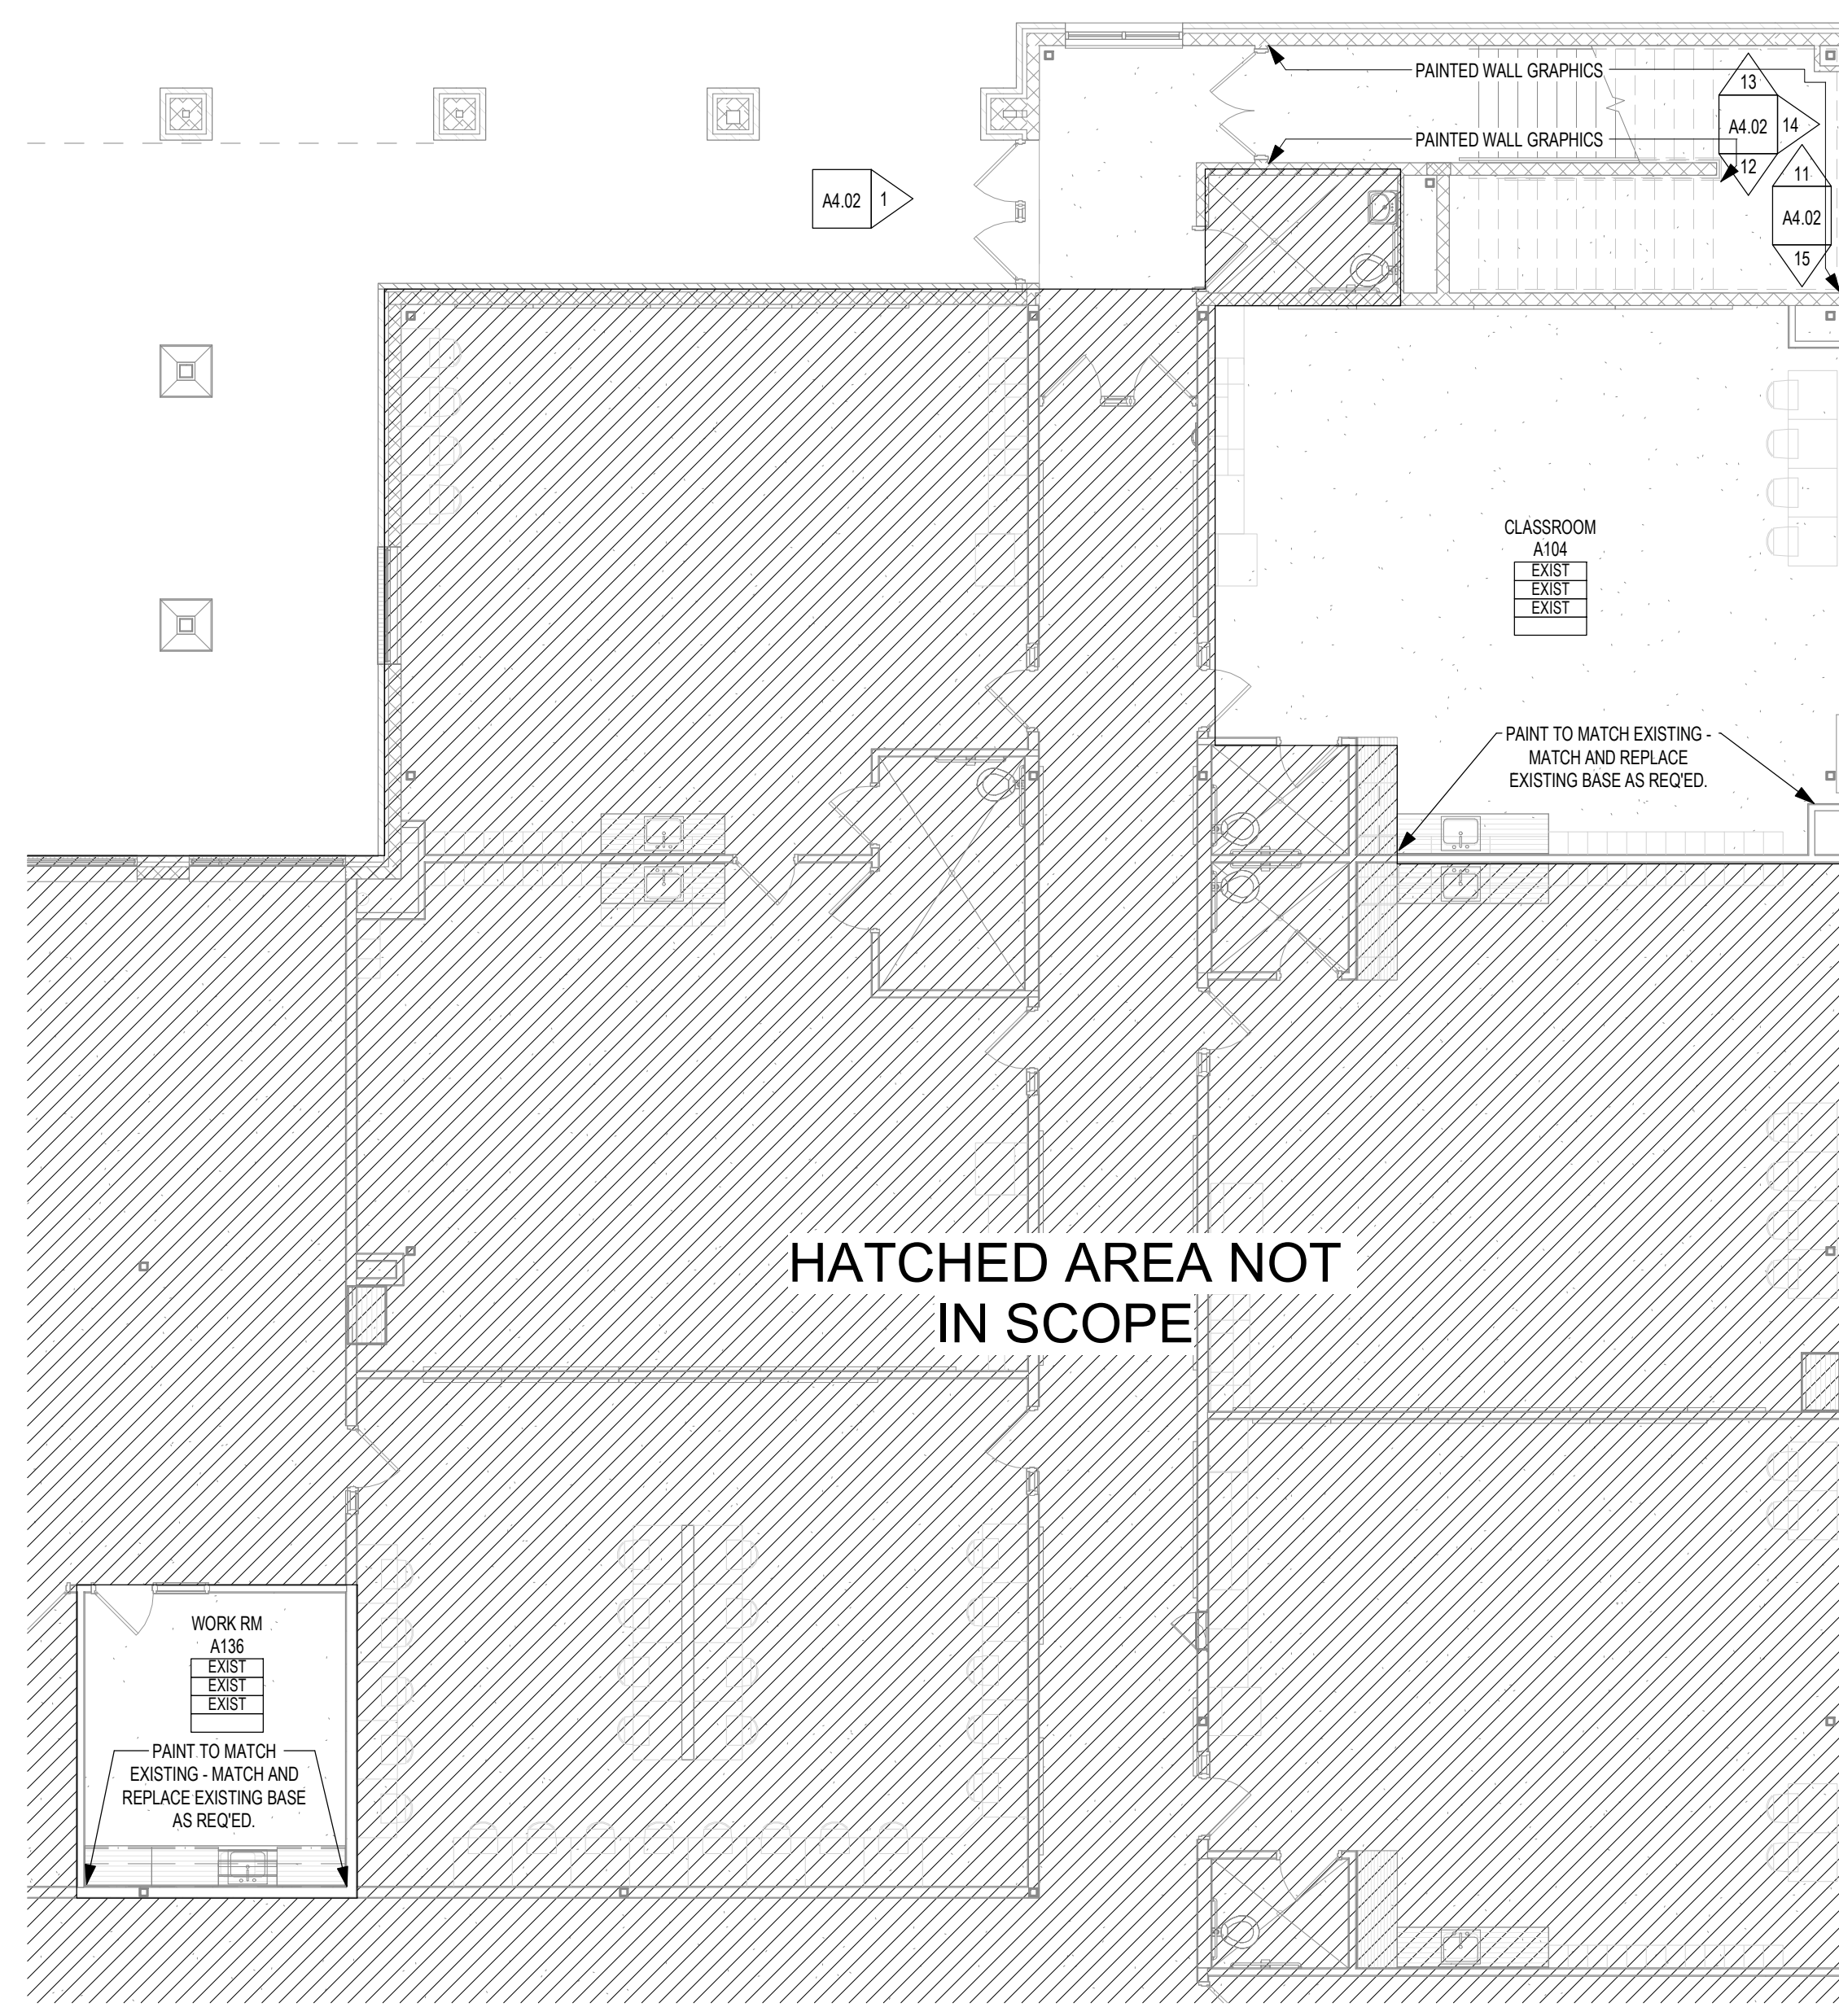 PAINTED WALL GRAPHICS
13
A4.02
14
12
PAINTED WALL GRAPHICS
11
A4.02
15
A4.02
1
CLASSROOM
A104
EXIST
EXIST
EXIST
PAINT TO MATCH EXISTING -
MATCH AND REPLACE
EXISTING BASE AS REQ'ED.
HATCHED AREA NOT
IN SCOPE
WORK RM
A136
EXIST
EXIST
EXIST
PAINT TO MATCH
EXISTING - MATCH AND
REPLACE EXISTING BASE
AS REQ'ED.